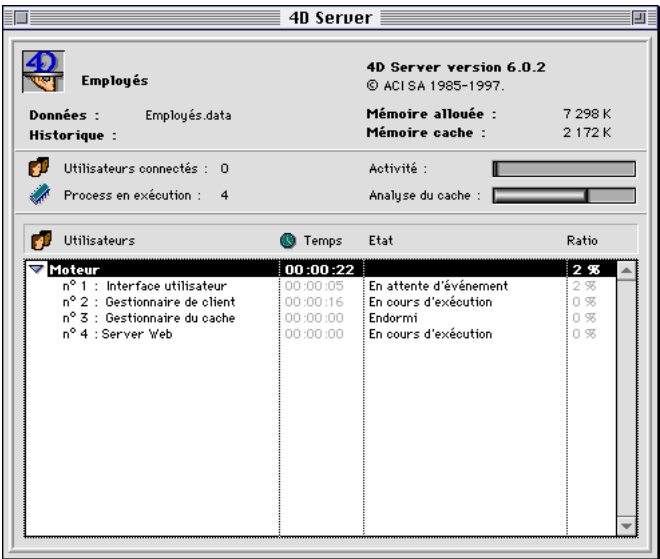 4D Server
4D
Employés
4D Server version 6.0.2
© ACI SA 1985-1997.
Données : Employés.data
Historique :
Mémoire allouée : 7 298 K
Mémoire cache : 2 172 K
Utilisateurs connectés : 0
Process en exécution : 4
Activité :
Analyse du cache :
Utilisateurs Temps Etat Ratio
Moteur 00:00:22 2 %
n° 1 : Interface utilisateur 00:00:05 En attente d'événement 2 %
n° 2 : Gestionnaire de client 00:00:16 En cours d'exécution 0 %
n° 3 : Gestionnaire du cache 00:00:00 Endormi 0 %
n° 4 : Server Web 00:00:00 En cours d'exécution 0 %